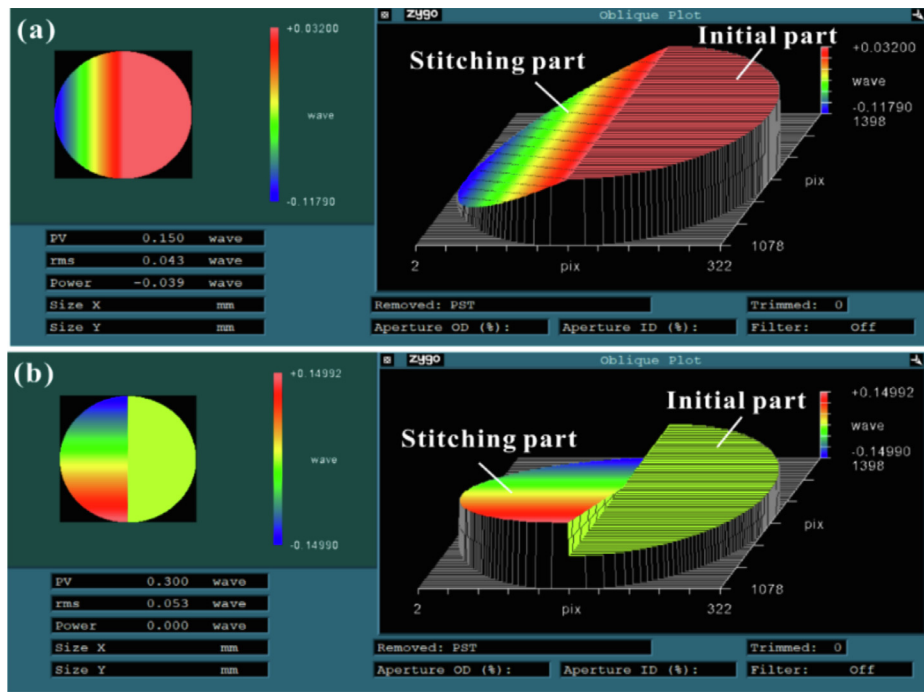 (a)
+0.03200
wave
-0.11790
PV 0.150 wave
rms 0.043 wave
Power -0.039 wave
Size X mm
Size Y mm
zygo Oblique Plot
Initial part
Stitching part
+0.03200
wave
-0.11790
1398
pix
1078
2 pix 322
Removed: PST Trimmed: 0
Aperture OD (%): Aperture ID (%): Filter: Off
(b)
+0.14992
wave
-0.14990
PV 0.300 wave
rms 0.053 wave
Power 0.000 wave
Size X mm
Size Y mm
zygo Oblique Plot
Initial part
Stitching part
+0.14992
wave
-0.14990
1398
pix
1078
2 pix 322
Removed: PST Trimmed: 0
Aperture OD (%): Aperture ID (%): Filter: Off